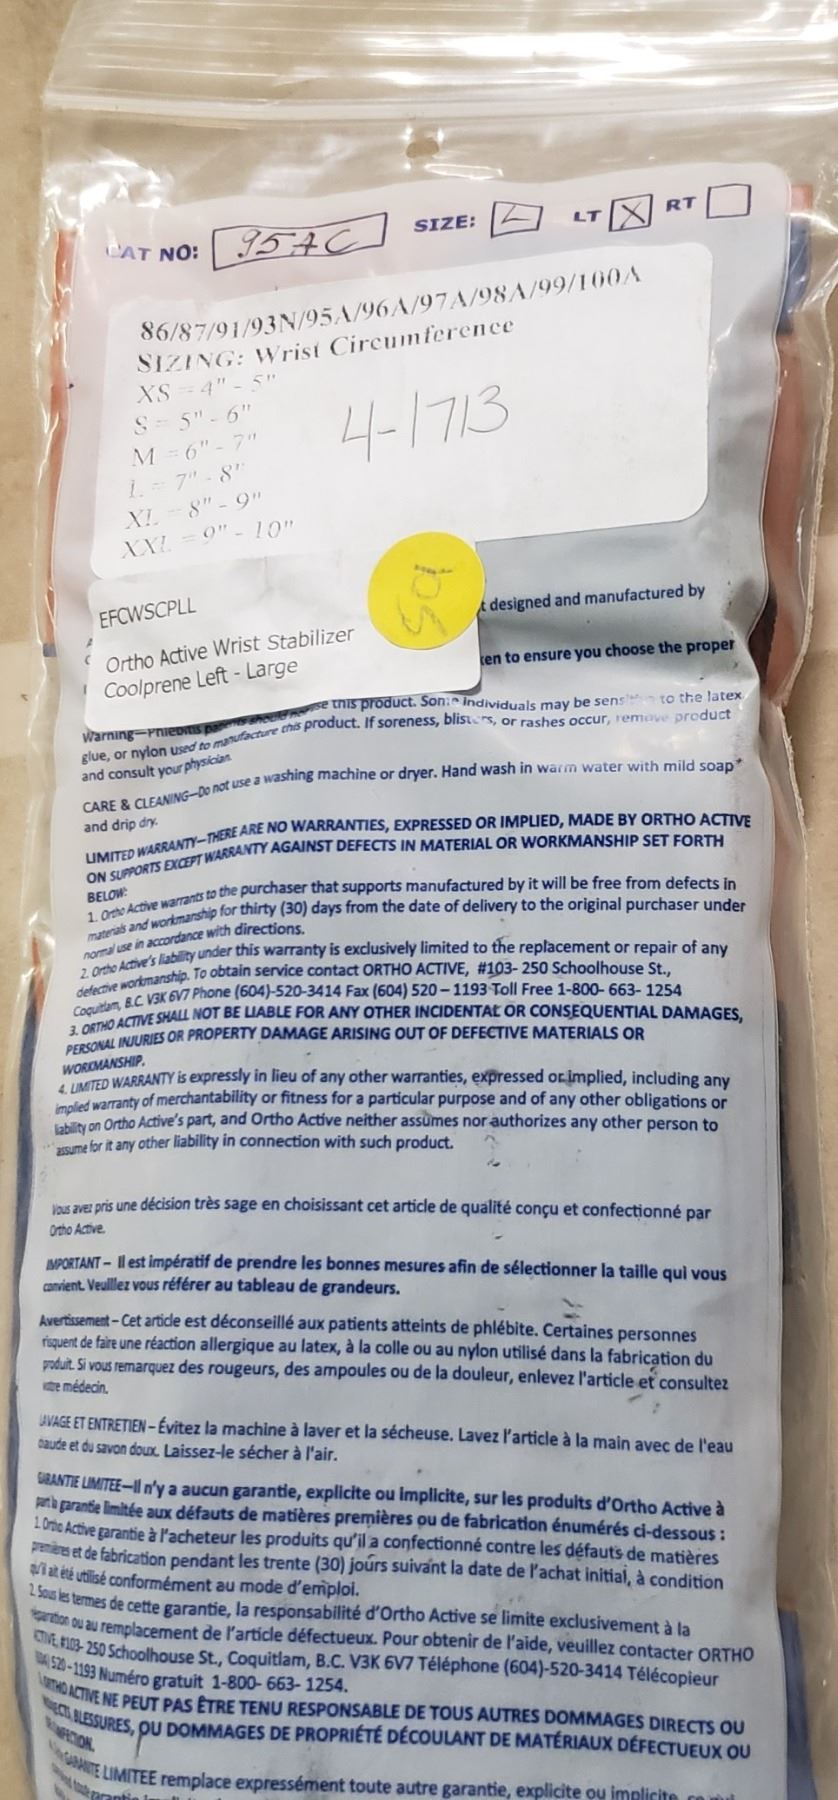 CAT NO: 95AC SIZE: L LT X RT
86/87/91/93N/95A/96A/97A/98A/99/100A
SIZING: Wrist Circumference
XS = 4" - 5"
S = 5" - 6"
M = 6" - 7"
L = 7" - 8"
XL = 8" - 9"
XXL = 9" - 10"
4-1713
EFCWSCPLL
Ortho Active Wrist Stabilizer
Coolprene Left - Large
designed and manufactured by
to ensure you choose the proper
Warning—Phlebitis patients should not use this product. Some individuals may be sensitive to the latex,
glue, or nylon used to manufacture this product. If soreness, blisters, or rashes occur, remove product
and consult your physician.
CARE & CLEANING—Do not use a washing machine or dryer. Hand wash in warm water with mild soap
and drip dry.
LIMITED WARRANTY—THERE ARE NO WARRANTIES, EXPRESSED OR IMPLIED, MADE BY ORTHO ACTIVE
ON SUPPORTS EXCEPT WARRANTY AGAINST DEFECTS IN MATERIAL OR WORKMANSHIP SET FORTH
BELOW:
1. Ortho Active warrants to the purchaser that supports manufactured by it will be free from defects in
materials and workmanship for thirty (30) days from the date of delivery to the original purchaser under
normal use in accordance with directions.
2. Ortho Active's liability under this warranty is exclusively limited to the replacement or repair of any
defective workmanship. To obtain service contact ORTHO ACTIVE, #103- 250 Schoolhouse St.,
Coquitlam, B.C. V3K 6V7 Phone (604)-520-3414 Fax (604) 520 – 1193 Toll Free 1-800- 663- 1254
3. ORTHO ACTIVE SHALL NOT BE LIABLE FOR ANY OTHER INCIDENTAL OR CONSEQUENTIAL DAMAGES,
PERSONAL INJURIES OR PROPERTY DAMAGE ARISING OUT OF DEFECTIVE MATERIALS OR
WORKMANSHIP.
4. LIMITED WARRANTY is expressly in lieu of any other warranties, expressed or implied, including any
implied warranty of merchantability or fitness for a particular purpose and of any other obligations or
liability on Ortho Active's part, and Ortho Active neither assumes nor authorizes any other person to
assume for it any other liability in connection with such product.
Vous avez pris une décision très sage en choisissant cet article de qualité conçu et confectionné par
Ortho Active.
IMPORTANT – Il est impératif de prendre les bonnes mesures afin de sélectionner la taille qui vous
convient. Veuillez vous référer au tableau de grandeurs.
Avertissement – Cet article est déconseillé aux patients atteints de phlébite. Certaines personnes
risquent de faire une réaction allergique au latex, à la colle ou au nylon utilisé dans la fabrication du
produit. Si vous remarquez des rougeurs, des ampoules ou de la douleur, enlevez l'article et consultez
votre médecin.
LAVAGE ET ENTRETIEN – Évitez la machine à laver et la sécheuse. Lavez l'article à la main avec de l'eau
chaude et du savon doux. Laissez-le sécher à l'air.
GARANTIE LIMITEE—Il n'y a aucun garantie, explicite ou implicite, sur les produits d'Ortho Active à
part la garantie limitée aux défauts de matières premières ou de fabrication énumérés ci-dessous :
1. Ortho Active garantie à l'acheteur les produits qu'il a confectionné contre les défauts de matières
premières et de fabrication pendant les trente (30) jours suivant la date de l'achat initial, à condition
qu'il ait été utilisé conformément au mode d'emploi.
2. Sous les termes de cette garantie, la responsabilité d'Ortho Active se limite exclusivement à la
réparation ou au remplacement de l'article défectueux. Pour obtenir de l'aide, veuillez contacter ORTHO
ACTIVE, #103- 250 Schoolhouse St., Coquitlam, B.C. V3K 6V7 Téléphone (604)-520-3414 Télécopieur
(604) 520 – 1193 Numéro gratuit 1-800- 663- 1254.
ORTHO ACTIVE NE PEUT PAS ÊTRE TENU RESPONSABLE DE TOUS AUTRES DOMMAGES DIRECTS OU
BLESSURES, OU DOMMAGES DE PROPRIÉTÉ DÉCOULANT DE MATÉRIAUX DÉFECTUEUX OU
GARANTE LIMITEE remplace expressément toute autre garantie, explicite ou implicite